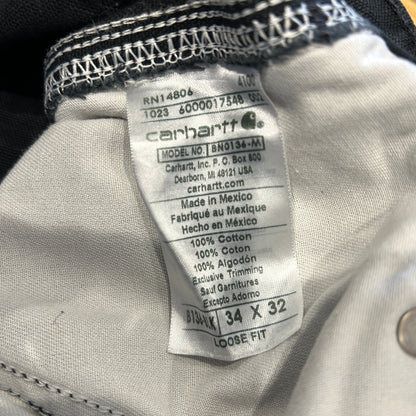 RN14806
1023 6000017548
carhartt
MODEL NO. BN0136-M
Carhartt, Inc. P.O. Box 600
Dearborn, MI 48121 USA
carhartt.com
Made in Mexico
Fabriqué au Mexique
Hecho en México
100% Cotton
100% Coton
100% Algodón
Exclusive Trimming
Sauf Garnitures
Excepto Adorno
34 X 32
LOOSE FIT